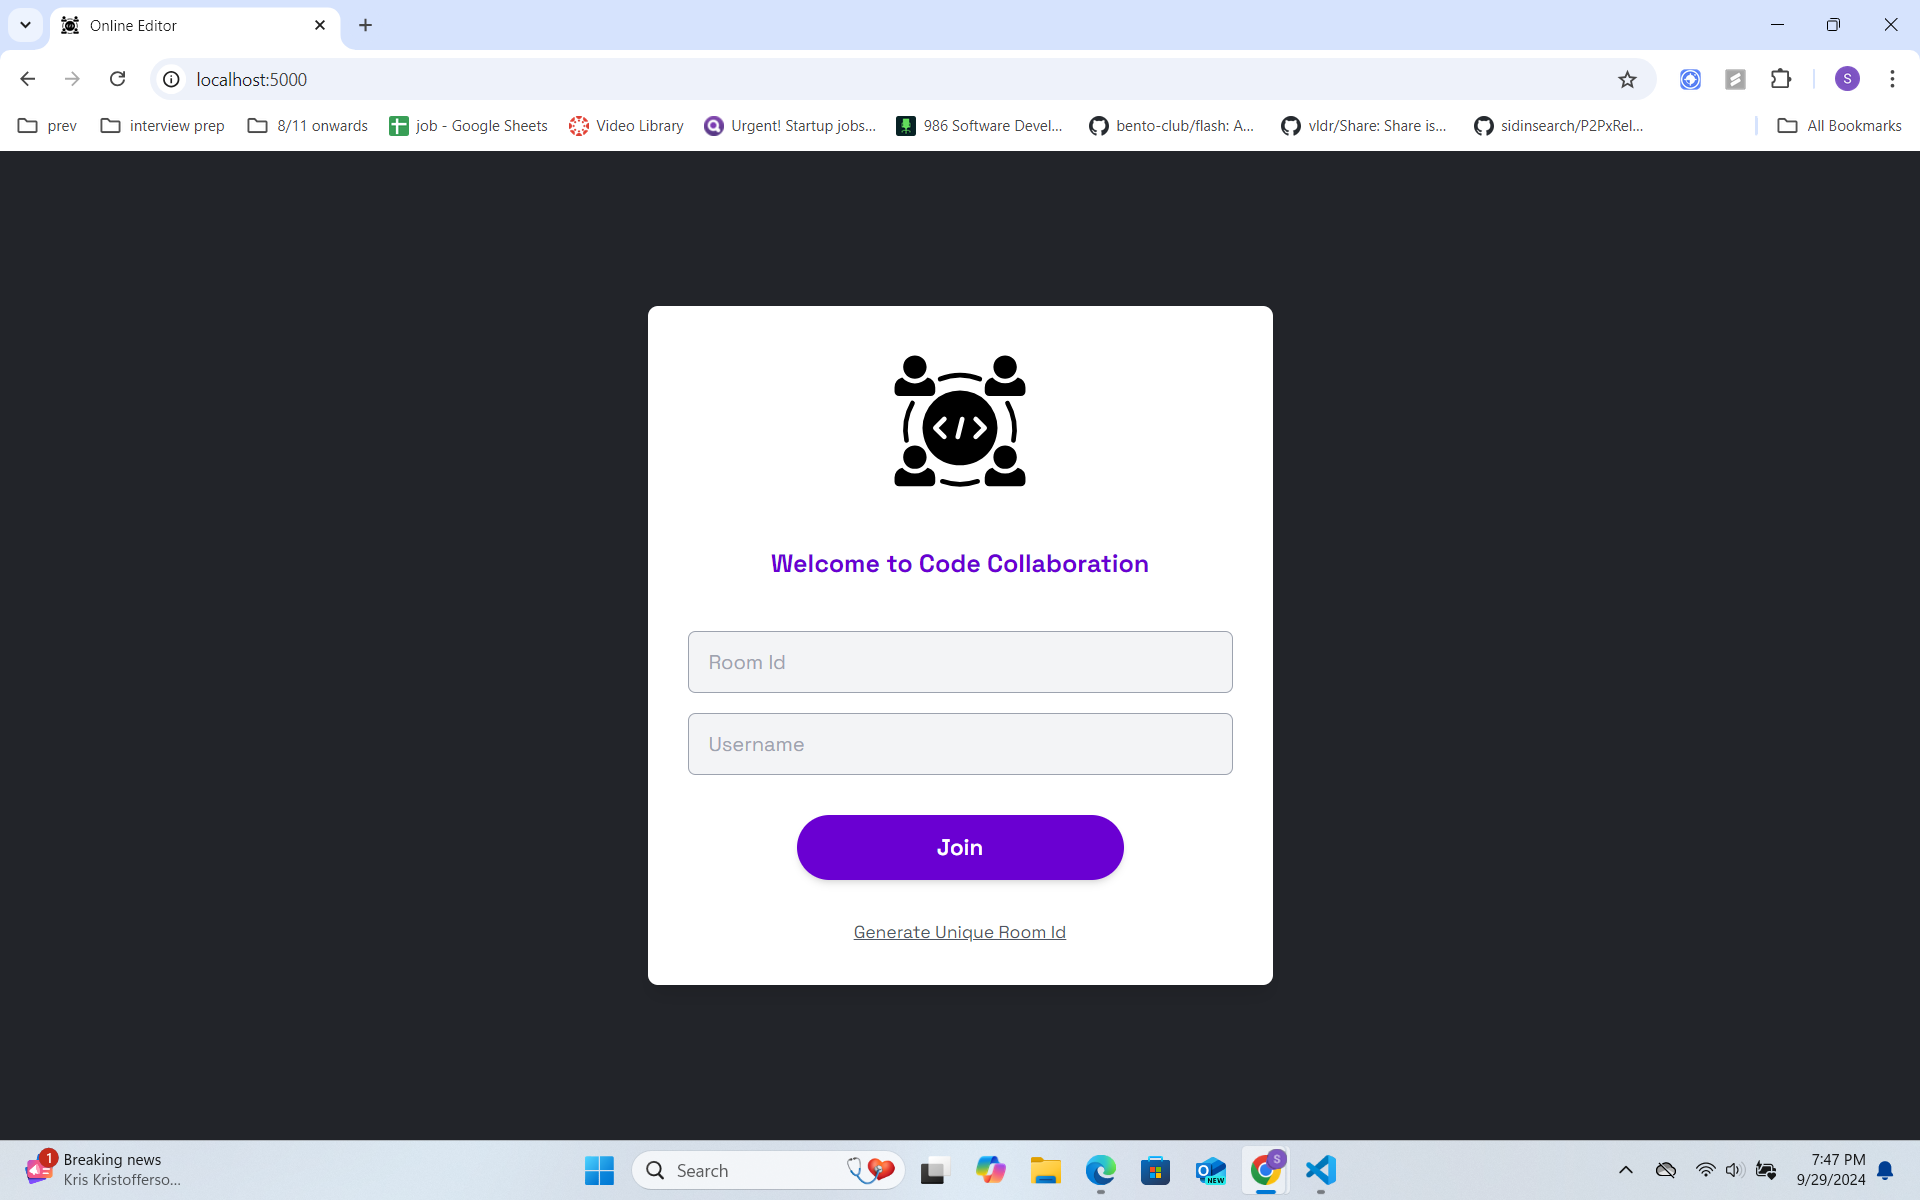 Online Editor
localhost:5000
S
prev
interview prep
8/11 onwards
job - Google Sheets
Video Library
Urgent! Startup jobs...
986 Software Devel...
bento-club/flash: A...
vldr/Share: Share is...
sidinsearch/P2PxRel...
All Bookmarks
</>
Welcome to Code Collaboration
Room Id
Username
Join
Generate Unique Room Id
1
Breaking news
Kris Kristofferso...
Search
NEW
S
7:47 PM
9/29/2024